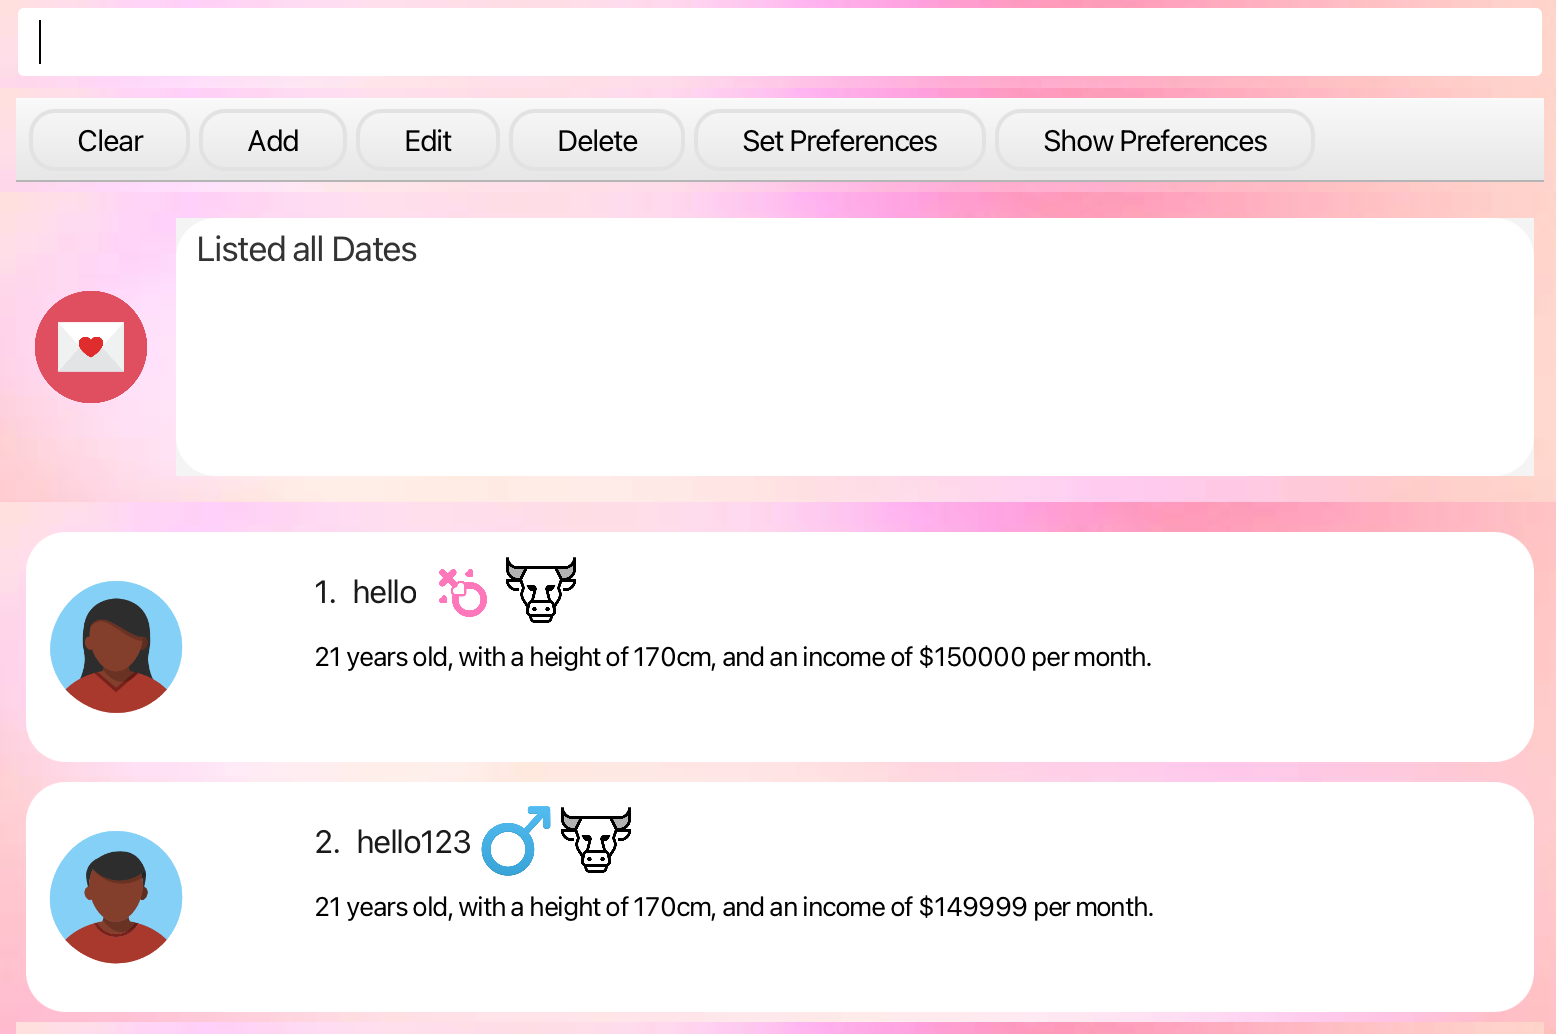 Clear Add Edit Delete Set Preferences Show Preferences
Listed all Dates
1. hello
21 years old, with a height of 170cm, and an income of $150000 per month.
2. hello123
21 years old, with a height of 170cm, and an income of $149999 per month.